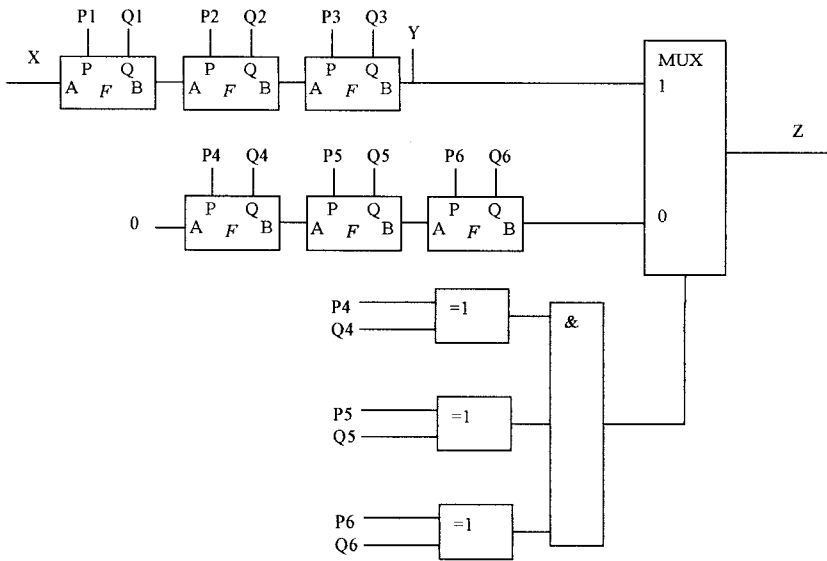 P1 Q1 P2 Q2 P3 Q3
X Y
MUX
P Q P Q P Q
A F B A F B A F B 1
Z
P4 Q4 P5 Q5 P6 Q6
P Q P Q P Q
0 A F B A F B A F B 0
P4 =1 &
Q4
P5 =1
Q5
P6 =1
Q6